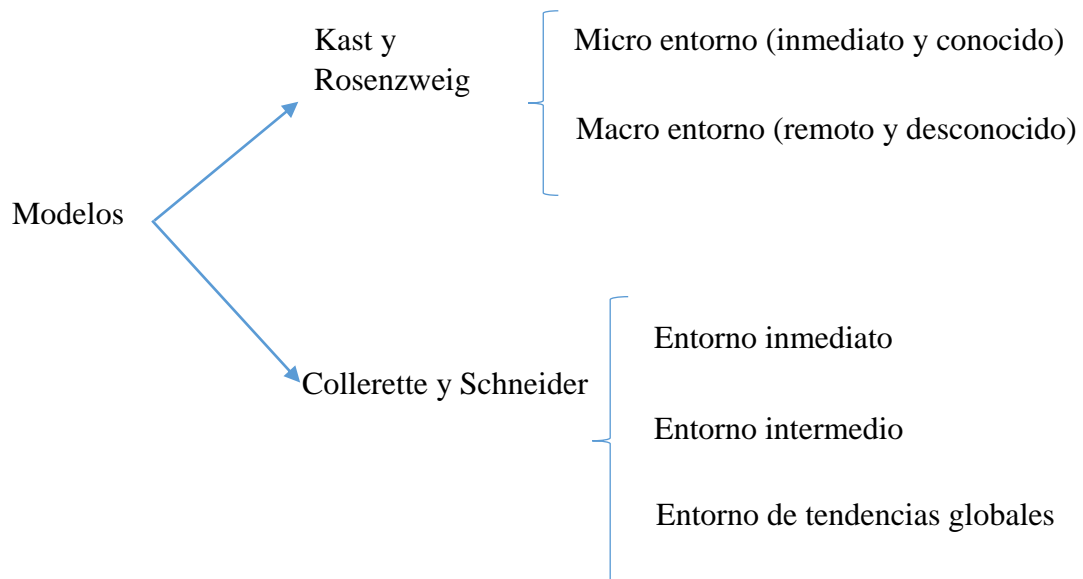 Kast y
Rosenzweig
Micro entorno (inmediato y conocido)
Macro entorno (remoto y desconocido)
Modelos
Collerette y Schneider
Entorno inmediato
Entorno intermedio
Entorno de tendencias globales